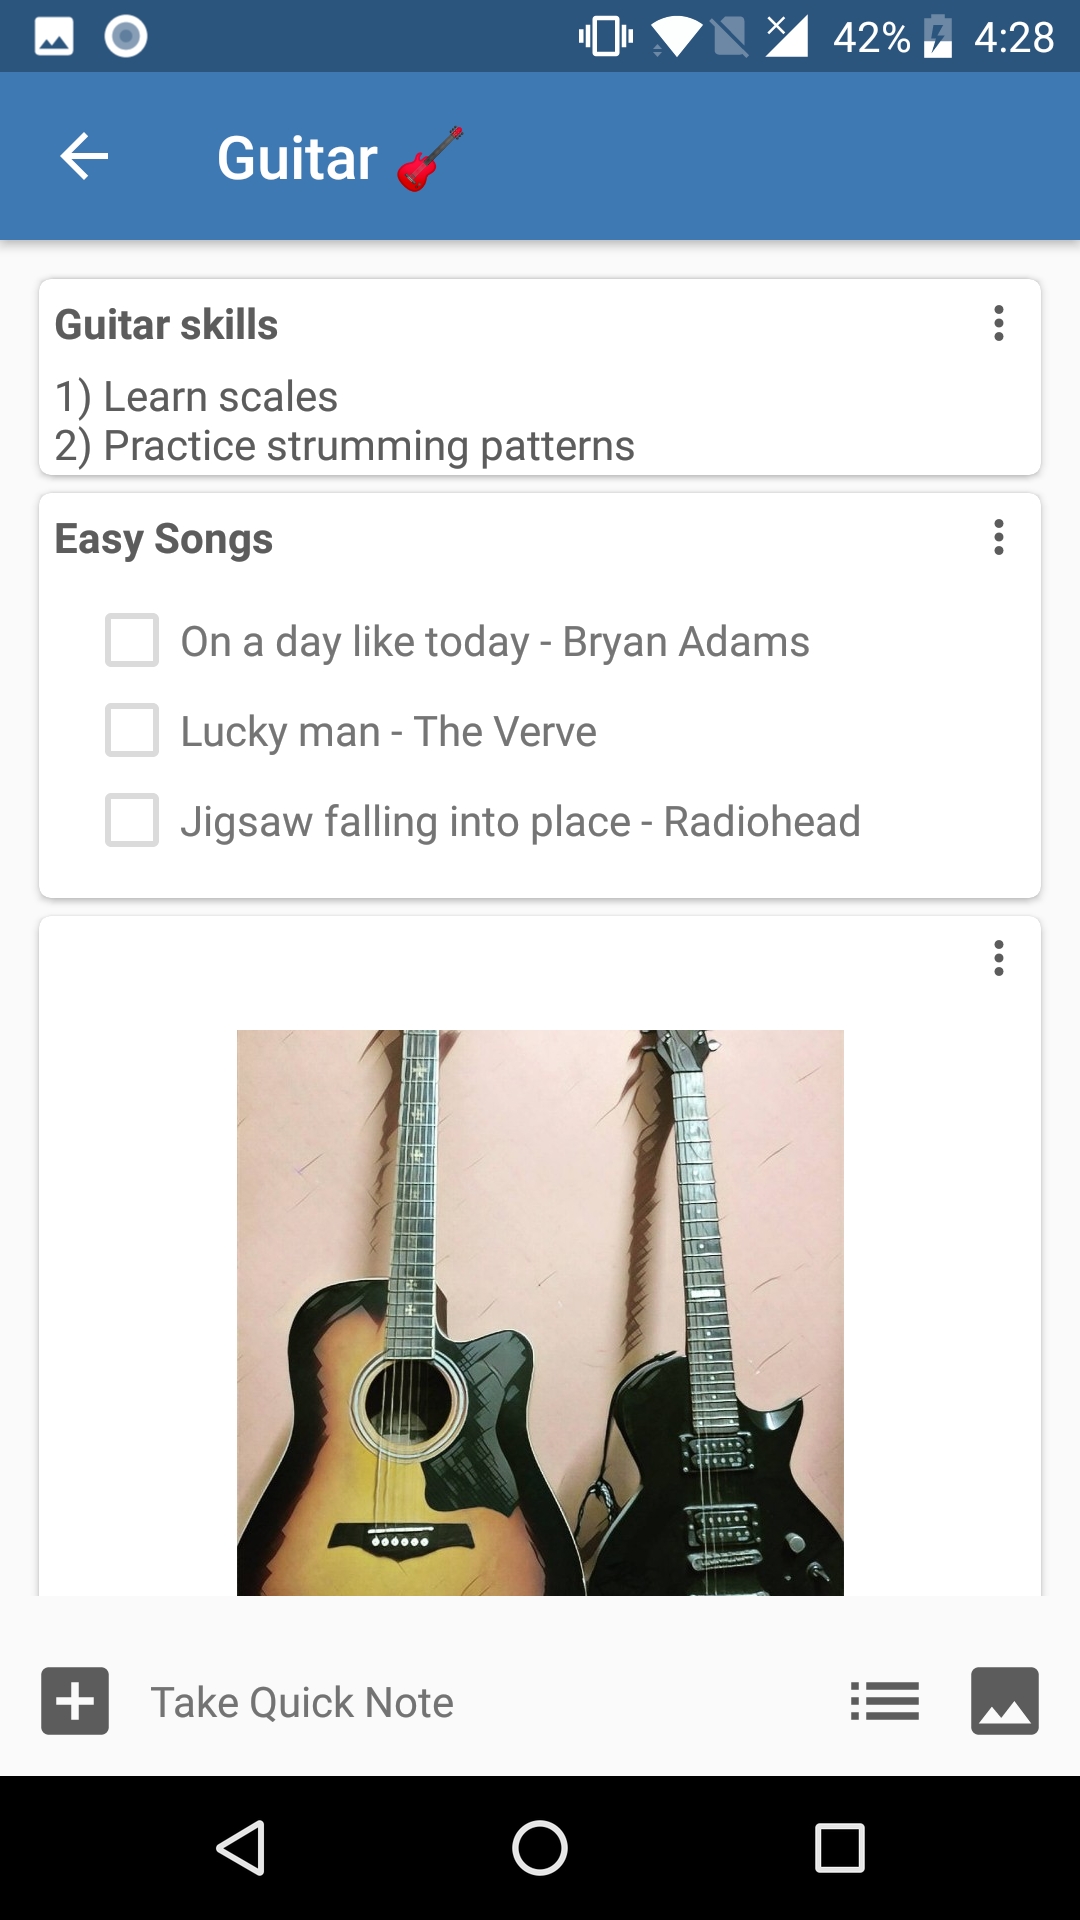 42% 4:28
Guitar 🎸
Guitar skills
1) Learn scales
2) Practice strumming patterns
Easy Songs
On a day like today - Bryan Adams
Lucky man - The Verve
Jigsaw falling into place - Radiohead
Take Quick Note